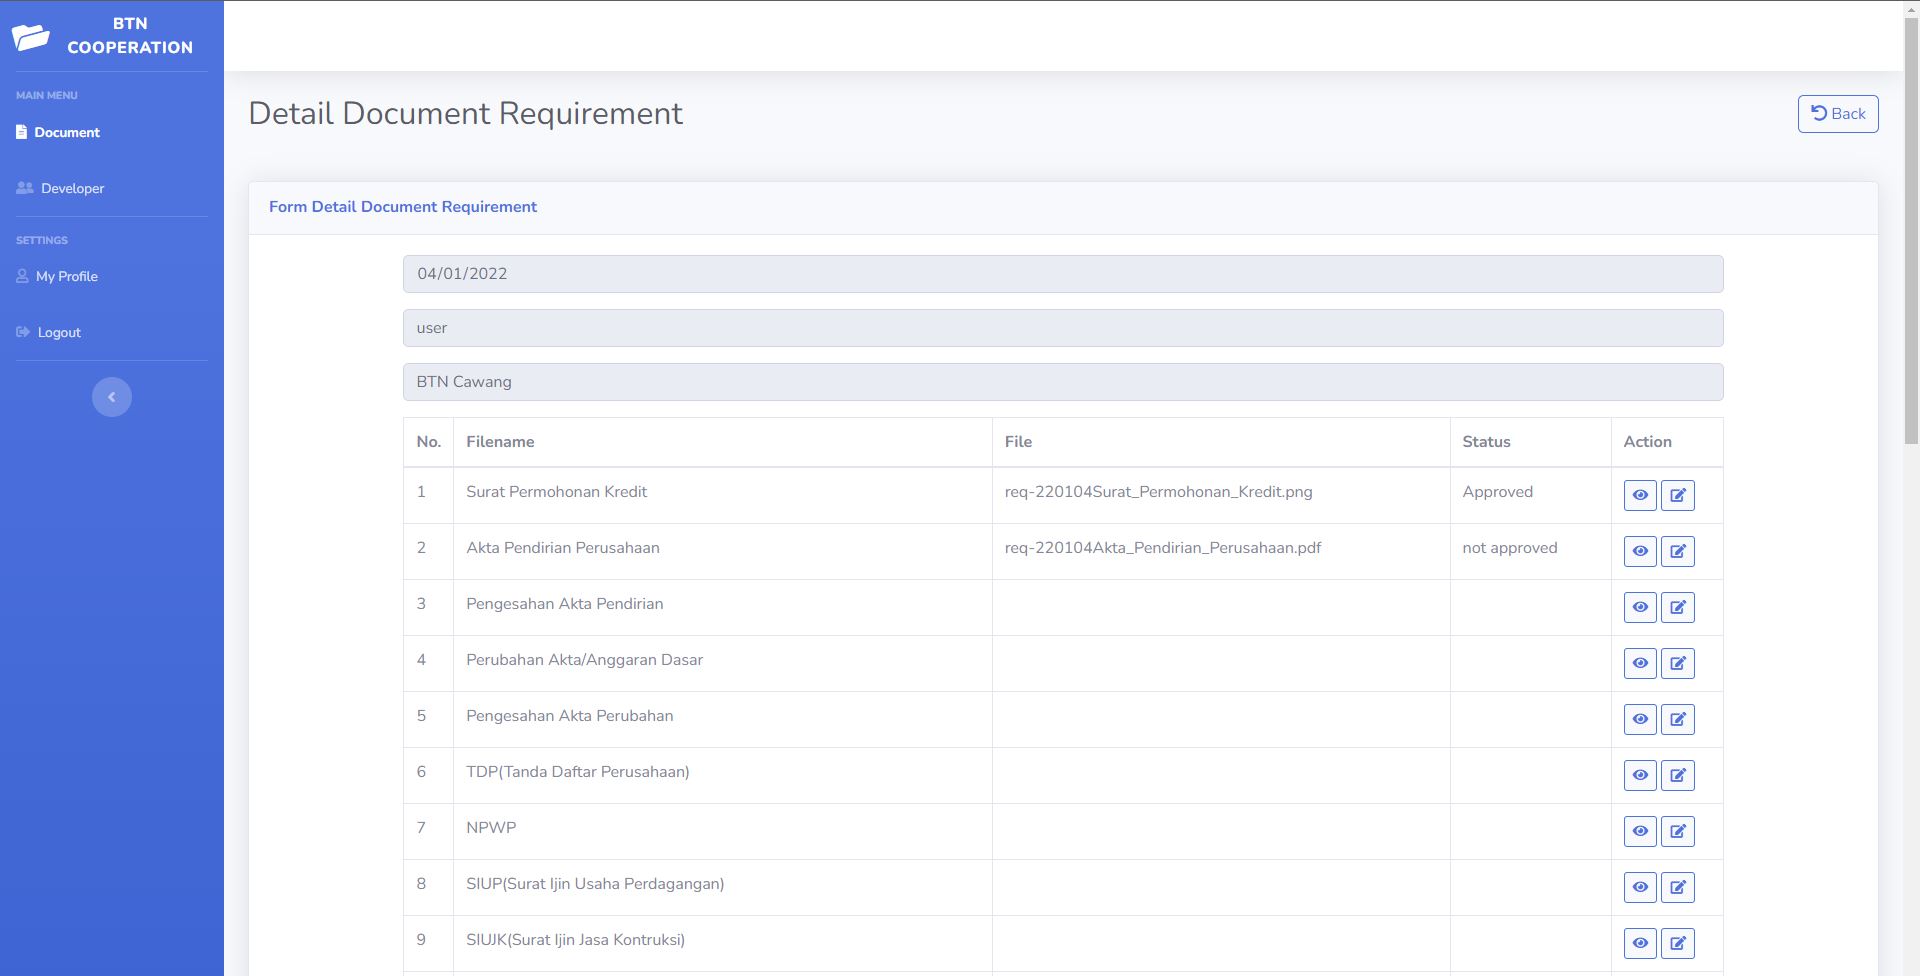 BTN
COOPERATION
MAIN MENU
Document
Developer
SETTINGS
My Profile
Logout
Detail Document Requirement
Back
Form Detail Document Requirement
04/01/2022
user
BTN Cawang
No. Filename File Status Action
1 Surat Permohonan Kredit req-220104Surat_Permohonan_Kredit.png Approved
2 Akta Pendirian Perusahaan req-220104Akta_Pendirian_Perusahaan.pdf not approved
3 Pengesahan Akta Pendirian
4 Perubahan Akta/Anggaran Dasar
5 Pengesahan Akta Perubahan
6 TDP(Tanda Daftar Perusahaan)
7 NPWP
8 SIUP(Surat Ijin Usaha Perdagangan)
9 SIUJK(Surat Ijin Jasa Kontruksi)